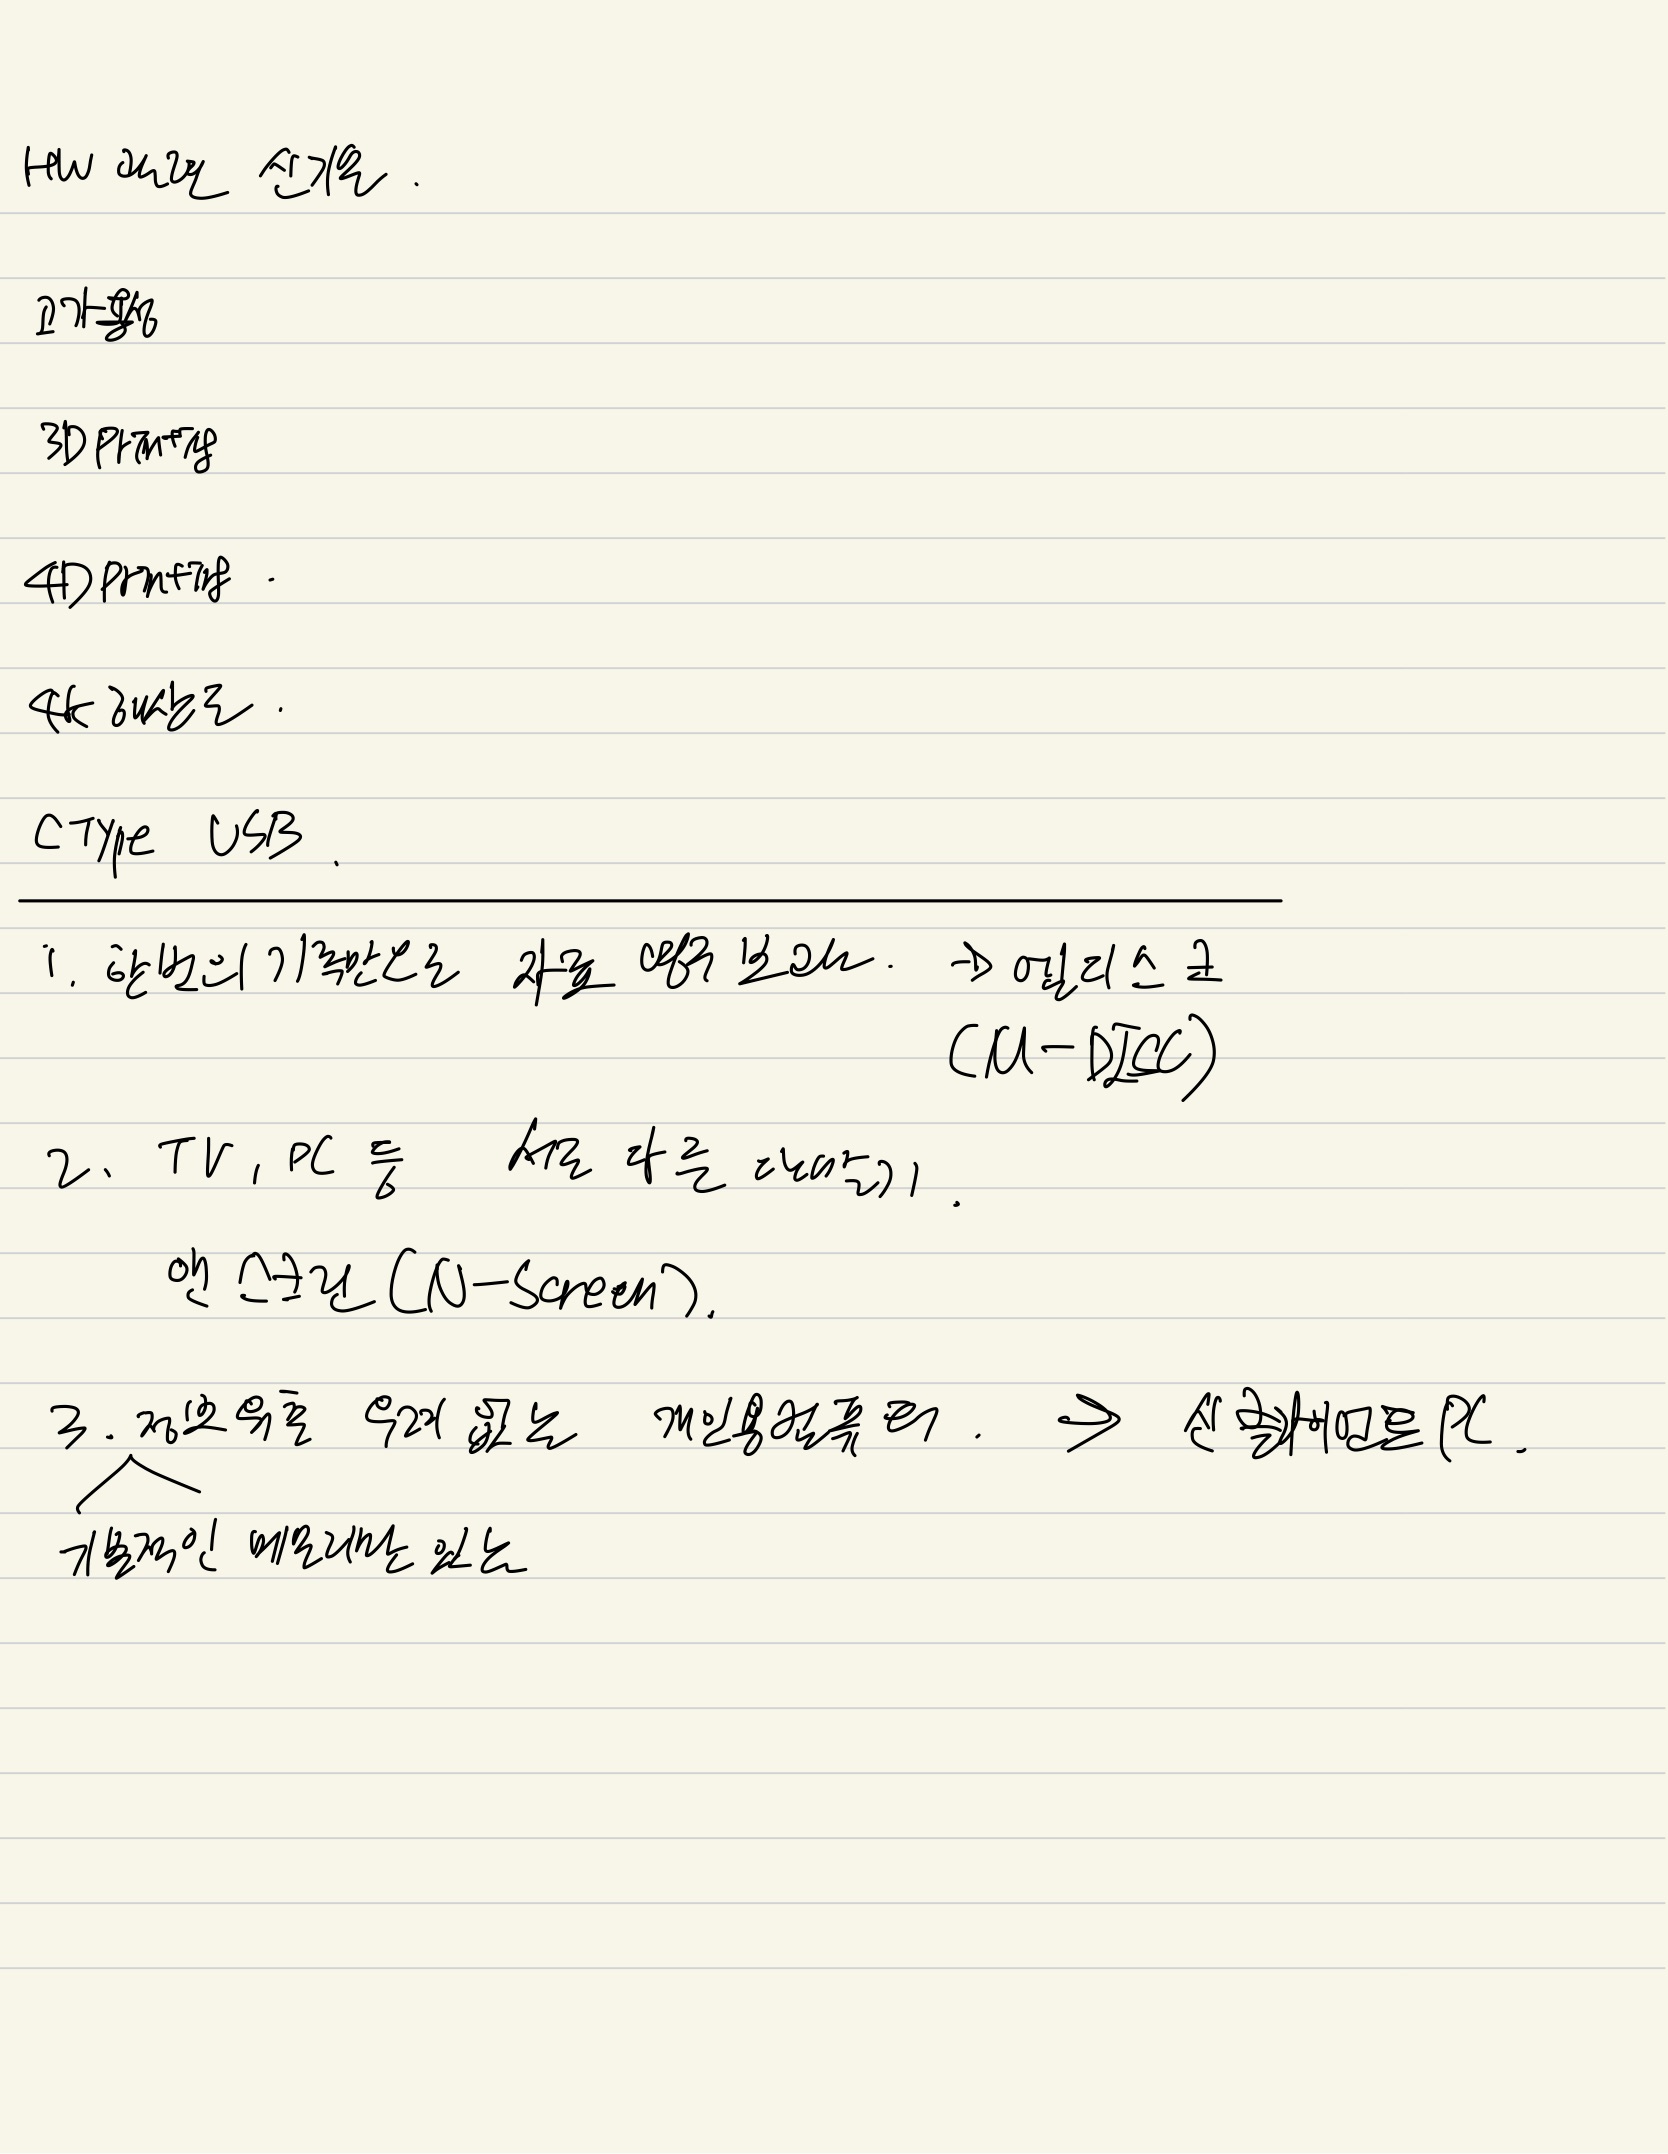 HW 관련 신기술.
고가용성
3D printing
4D printing.
4K 해상도.
C Type USB.
1. 한번의 기록만으로 자료 영구 보관. → 엠디스크
(M-DISC)
2. TV, PC 등 서로 다른 단말기.
앤 스크린 (N-Screen).
3. 정보 유출 우려 없는 개인용컴퓨터. → 신클라이언트 PC.
기본적인 메모리만 있는